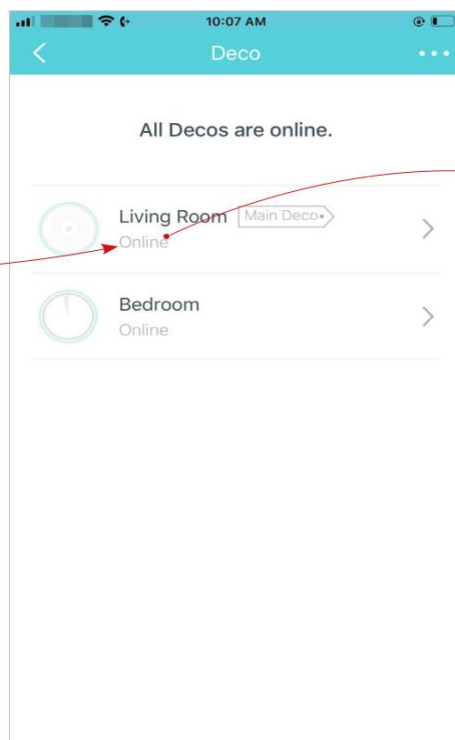 10:07 AM
Deco
All Decos are online.
Living Room Main Deco
Online
Bedroom
Online